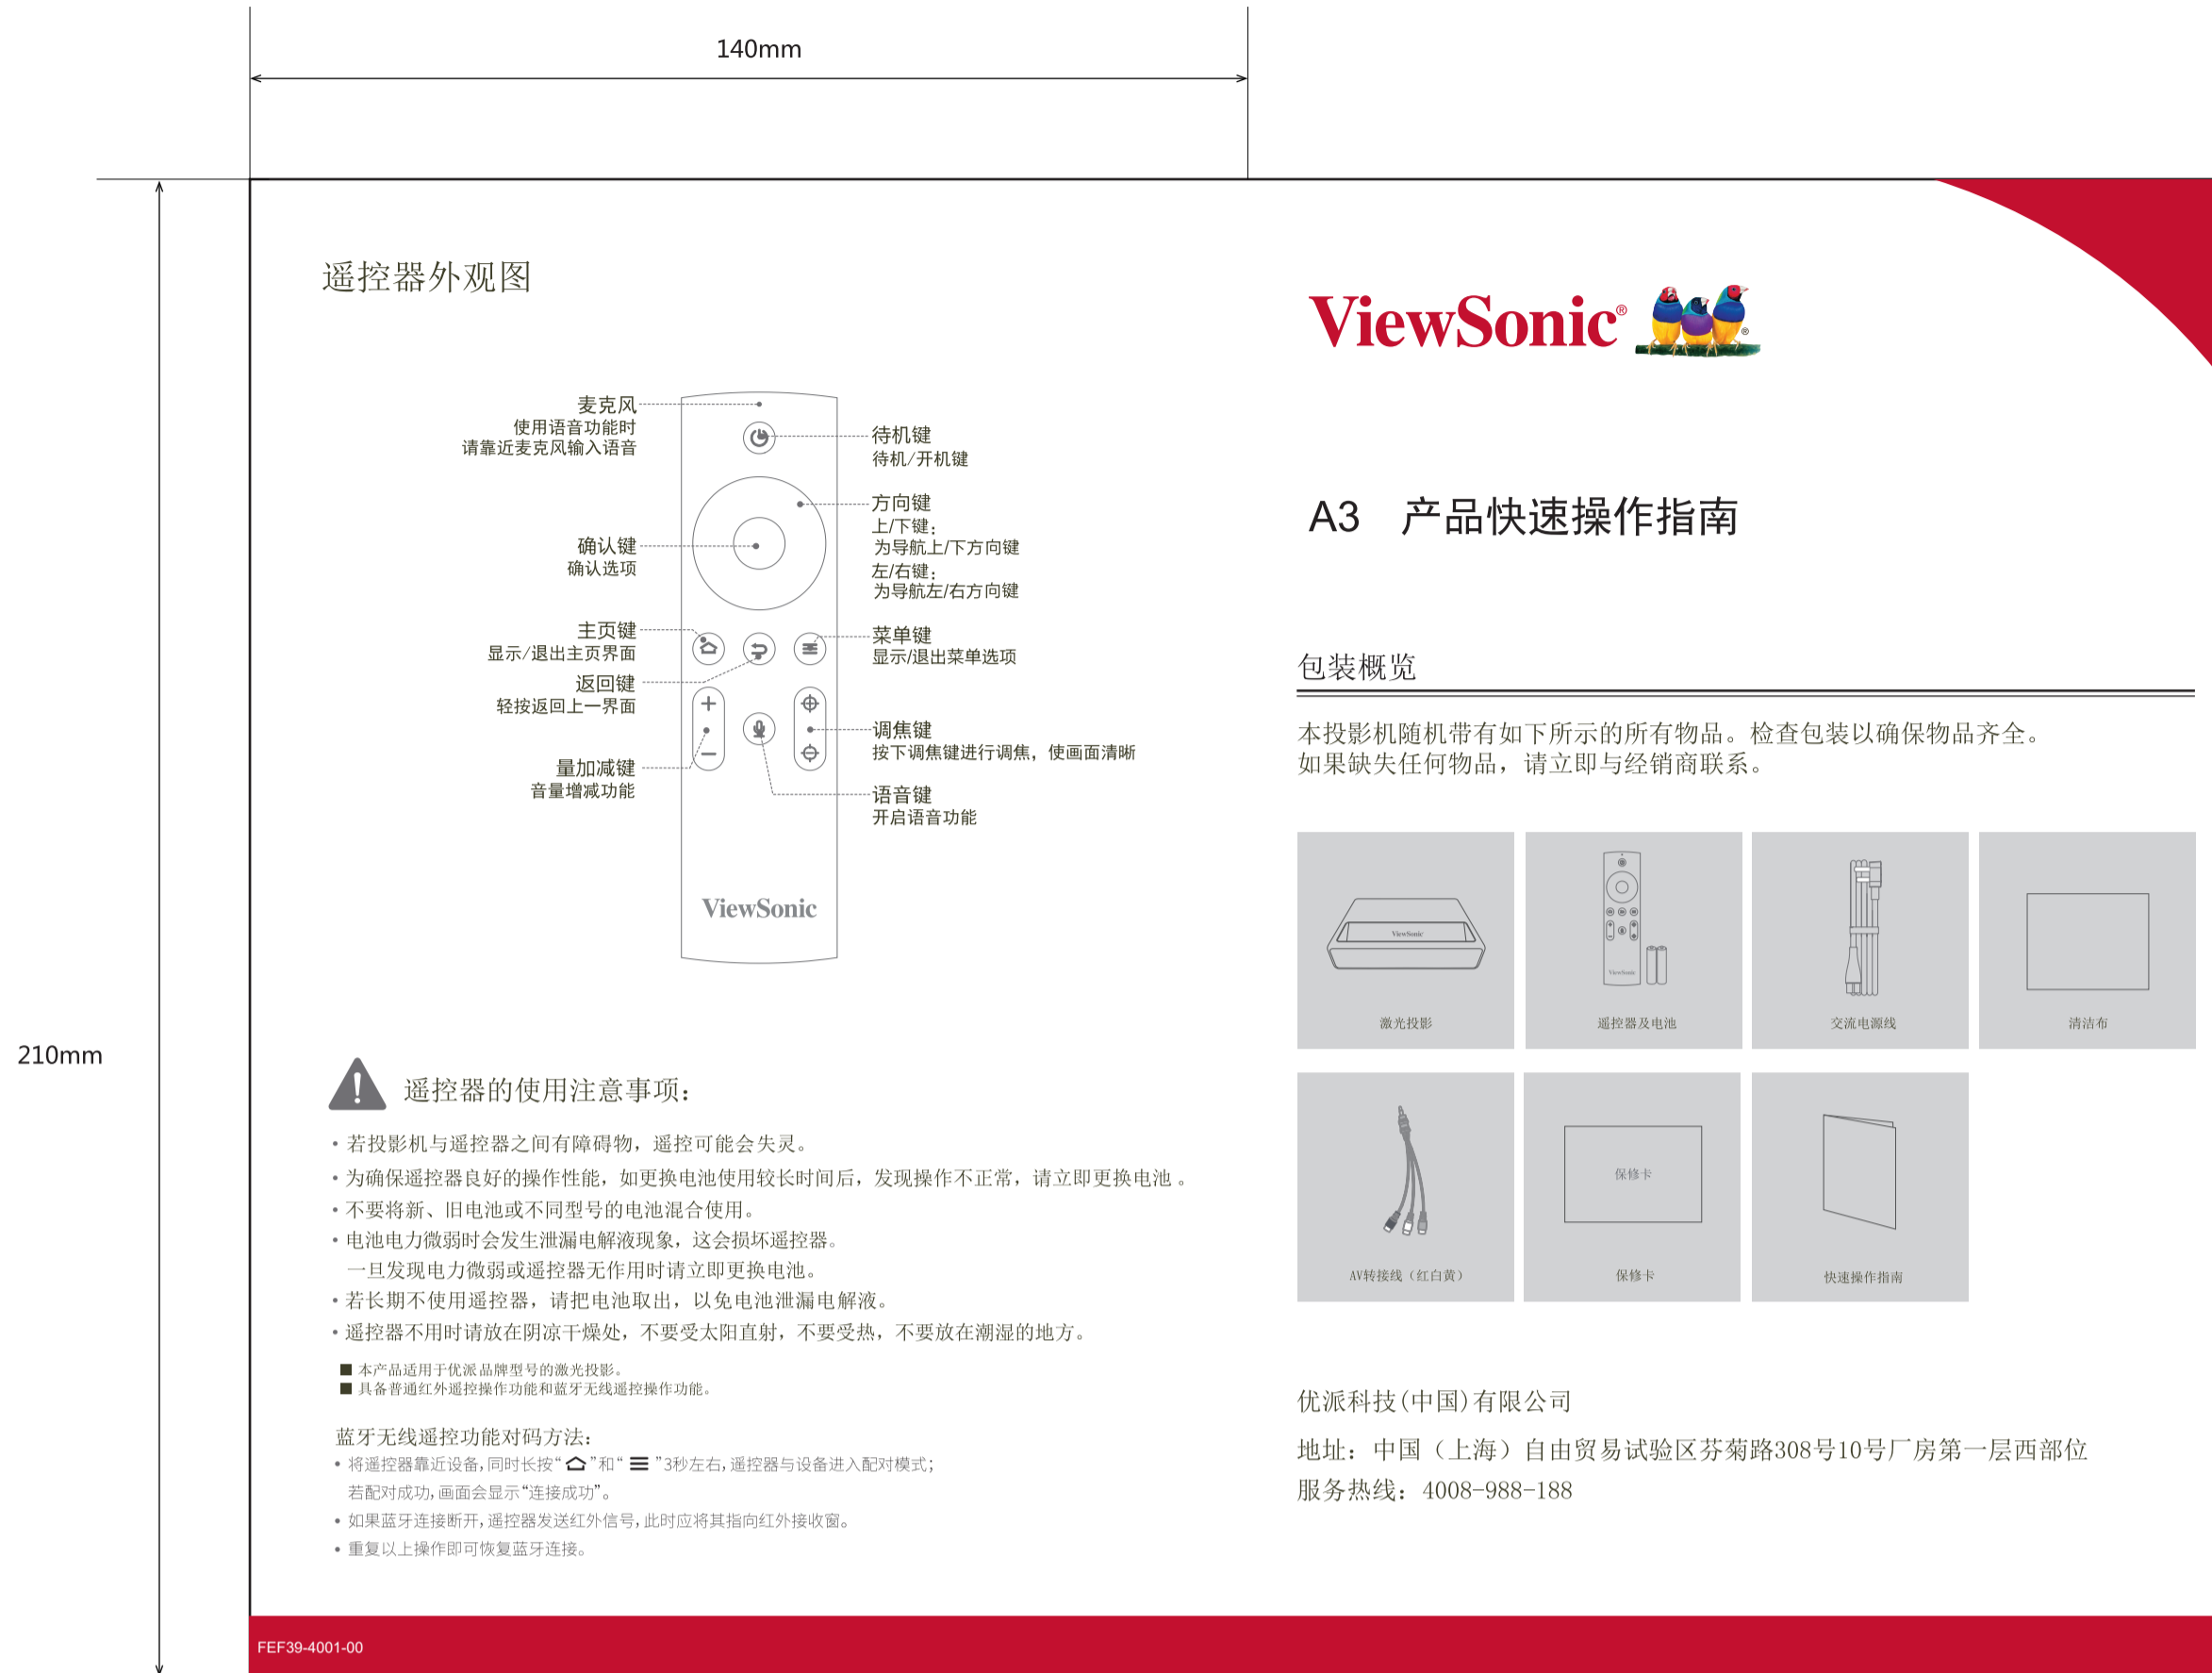 140mm
210mm
遥控器外观图
麦克风
使用语音功能时
请靠近麦克风输入语音
确认键
确认选项
主页键
显示/退出主页界面
返回键
轻按返回上一界面
量加减键
音量增减功能
待机键
待机/开机键
方向键
上/下键：
为导航上/下方向键
左/右键：
为导航左/右方向键
菜单键
显示/退出菜单选项
调焦键
按下调焦键进行调焦，使画面清晰
语音键
开启语音功能
ViewSonic
遥控器的使用注意事项：
•若投影机与遥控器之间有障碍物，遥控可能会失灵。
•为确保遥控器良好的操作性能，如更换电池使用较长时间后，发现操作不正常，请立即更换电池。
•不要将新、旧电池或不同型号的电池混合使用。
•电池电力微弱时会发生泄漏电解液现象，这会损坏遥控器。
一旦发现电力微弱或遥控器无作用时请立即更换电池。
•若长期不使用遥控器，请把电池取出，以免电池泄漏电解液。
•遥控器不用时请放在阴凉干燥处，不要受太阳直射，不要受热，不要放在潮湿的地方。
■ 本产品适用于优派品牌型号的激光投影。
■ 具备普通红外遥控操作功能和蓝牙无线遥控操作功能。
蓝牙无线遥控功能对码方法：
• 将遥控器靠近设备，同时长按“ ”和“ ”3秒左右，遥控器与设备进入配对模式；
若配对成功，画面会显示“连接成功”。
• 如果蓝牙连接断开，遥控器发送红外信号，此时应将其指向红外接收窗。
• 重复以上操作即可恢复蓝牙连接。
FEF39-4001-00
ViewSonic®
®
A3 产品快速操作指南
包装概览
本投影机随机带有如下所示的所有物品。检查包装以确保物品齐全。
如果缺失任何物品，请立即与经销商联系。
ViewSonic
激光投影
ViewSonic
遥控器及电池
交流电源线
清洁布
AV转接线（红白黄）
保修卡
保修卡
快速操作指南
优派科技(中国)有限公司
地址：中国（上海）自由贸易试验区芬菊路308号10号厂房第一层西部位
服务热线：4008-988-188